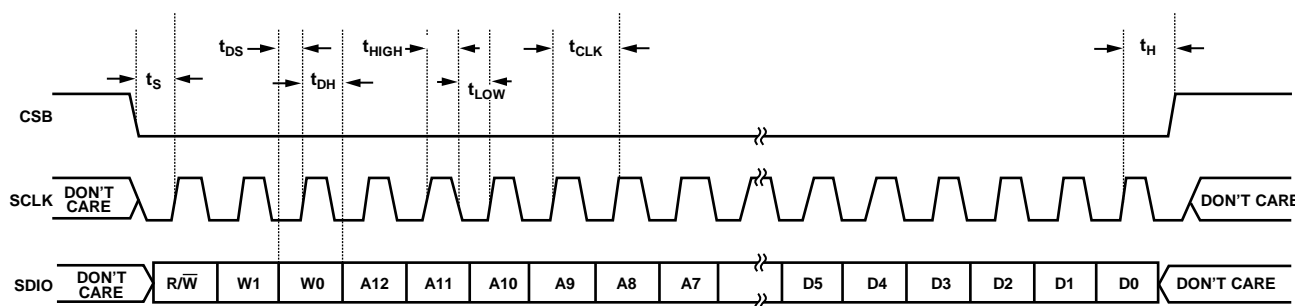 tDS
tHIGH
tCLK
tH
tS
tDH
tLOW
CSB
SCLK DON'T CARE DON'T CARE
SDIO DON'T CARE R/W̅ W1 W0 A12 A11 A10 A9 A8 A7 D5 D4 D3 D2 D1 D0 DON'T CARE